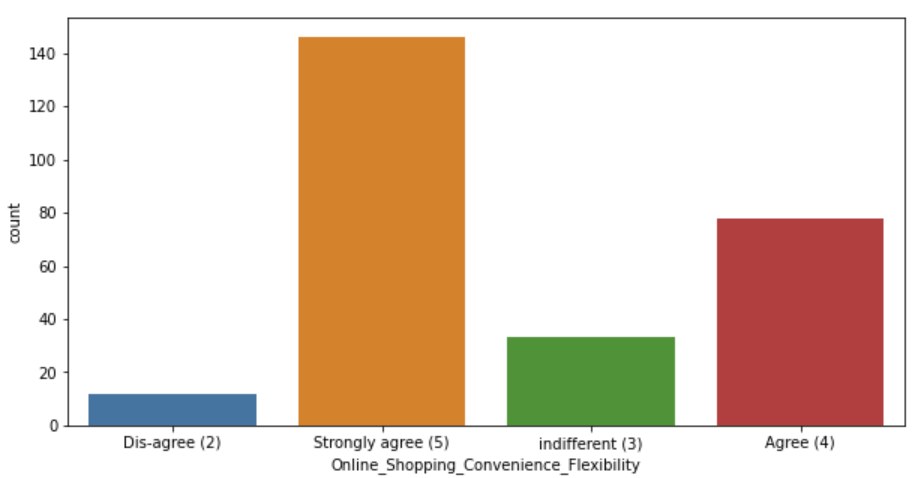 140
120
100
80
60
40
20
0
count
Dis-agree (2) Strongly agree (5) indifferent (3) Agree (4)
Online_Shopping_Convenience_Flexibility